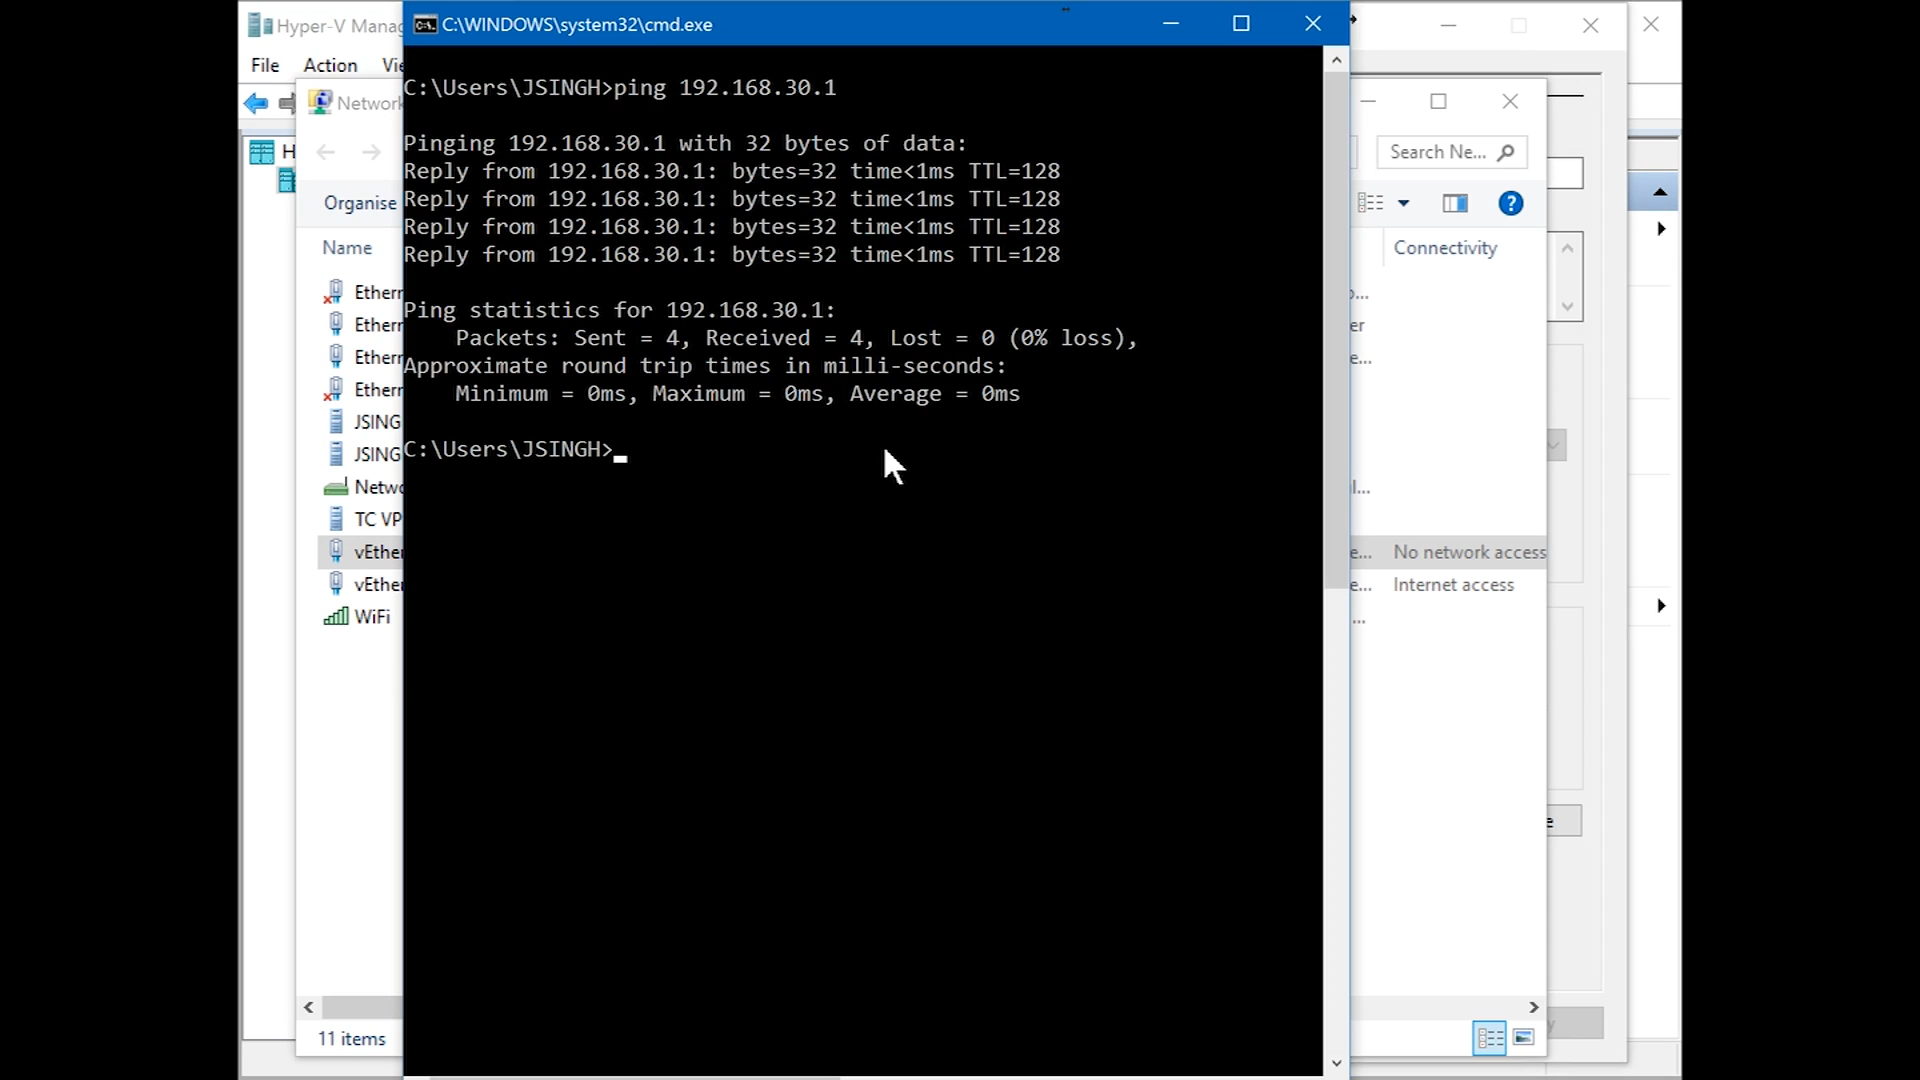 Hyper-V Manag
C:\WINDOWS\system32\cmd.exe
File Action Vie
Network
Organise
Name
Ethern
Ethern
Ethern
Ethern
JSING
JSING
Netwo
TC VP
vEther
vEther
WiFi
11 items
C:\Users\JSINGH>ping 192.168.30.1
Pinging 192.168.30.1 with 32 bytes of data:
Reply from 192.168.30.1: bytes=32 time<1ms TTL=128
Reply from 192.168.30.1: bytes=32 time<1ms TTL=128
Reply from 192.168.30.1: bytes=32 time<1ms TTL=128
Reply from 192.168.30.1: bytes=32 time<1ms TTL=128
Ping statistics for 192.168.30.1:
Packets: Sent = 4, Received = 4, Lost = 0 (0% loss),
Approximate round trip times in milli-seconds:
Minimum = 0ms, Maximum = 0ms, Average = 0ms
C:\Users\JSINGH>
Search Ne...
Connectivity
No network access
Internet access